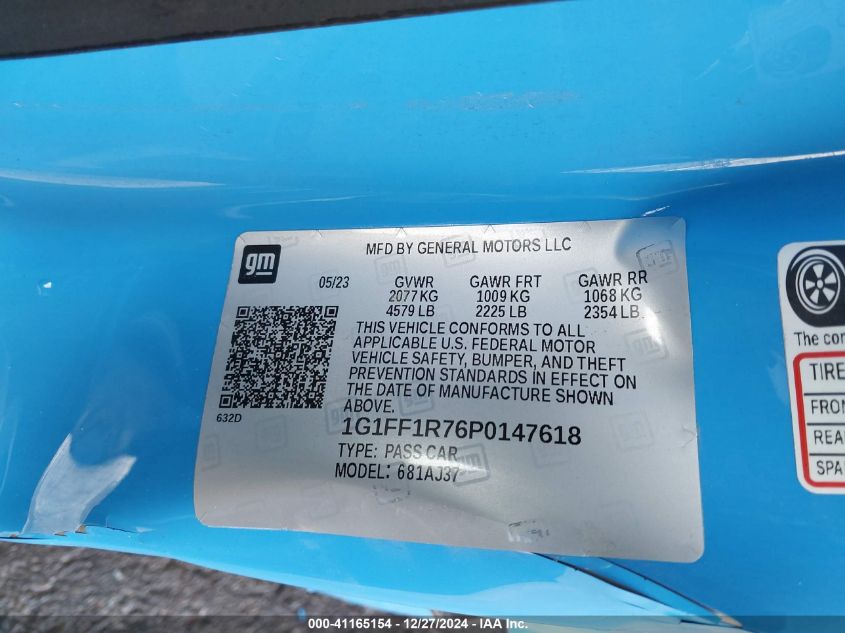 gm
MFD BY GENERAL MOTORS LLC
05/23 GVWR GAWR FRT GAWR RR
2077 KG 1009 KG 1068 KG
4579 LB 2225 LB 2354 LB.
THIS VEHICLE CONFORMS TO ALL
APPLICABLE U.S. FEDERAL MOTOR
VEHICLE SAFETY, BUMPER, AND THEFT
PREVENTION STANDARDS IN EFFECT ON
THE DATE OF MANUFACTURE SHOWN
ABOVE.
632D
1G1FF1R76P0147618
TYPE: PASS CAR
MODEL: 681AJ37
The
TIRE
000-41165154 - 12/27/2024 - IAA Inc.